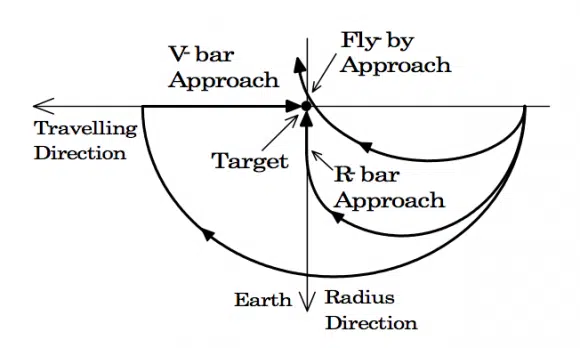 V-bar
Approach
Fly-by
Approach
Travelling
Direction
Target
R-bar
Approach
Earth
Radius
Direction